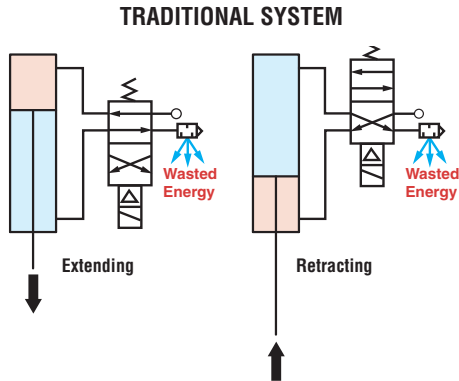 TRADITIONAL SYSTEM
Wasted
Energy
Extending
Wasted
Energy
Retracting